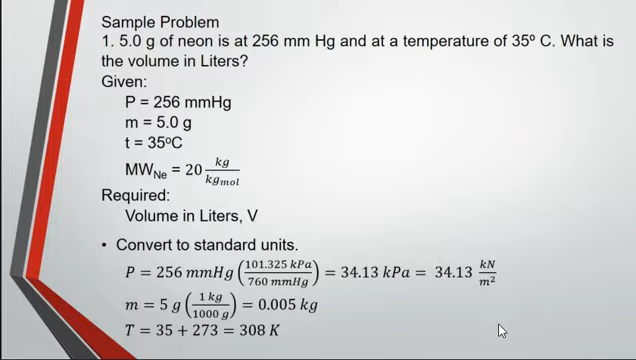 Sample Problem
1. 5.0 g of neon is at 256 mm Hg and at a temperature of 35º C. What is
the volume in Liters?
Given:
P = 256 mmHg
m = 5.0 g
t = 35ºC
MW_Ne = 20 kg/kg_mol
Required:
Volume in Liters, V
• Convert to standard units.
P = 256 mmHg (101.325 kPa / 760 mmHg) = 34.13 kPa = 34.13 kN/m²
m = 5 g (1 kg / 1000 g) = 0.005 kg
T = 35 + 273 = 308 K